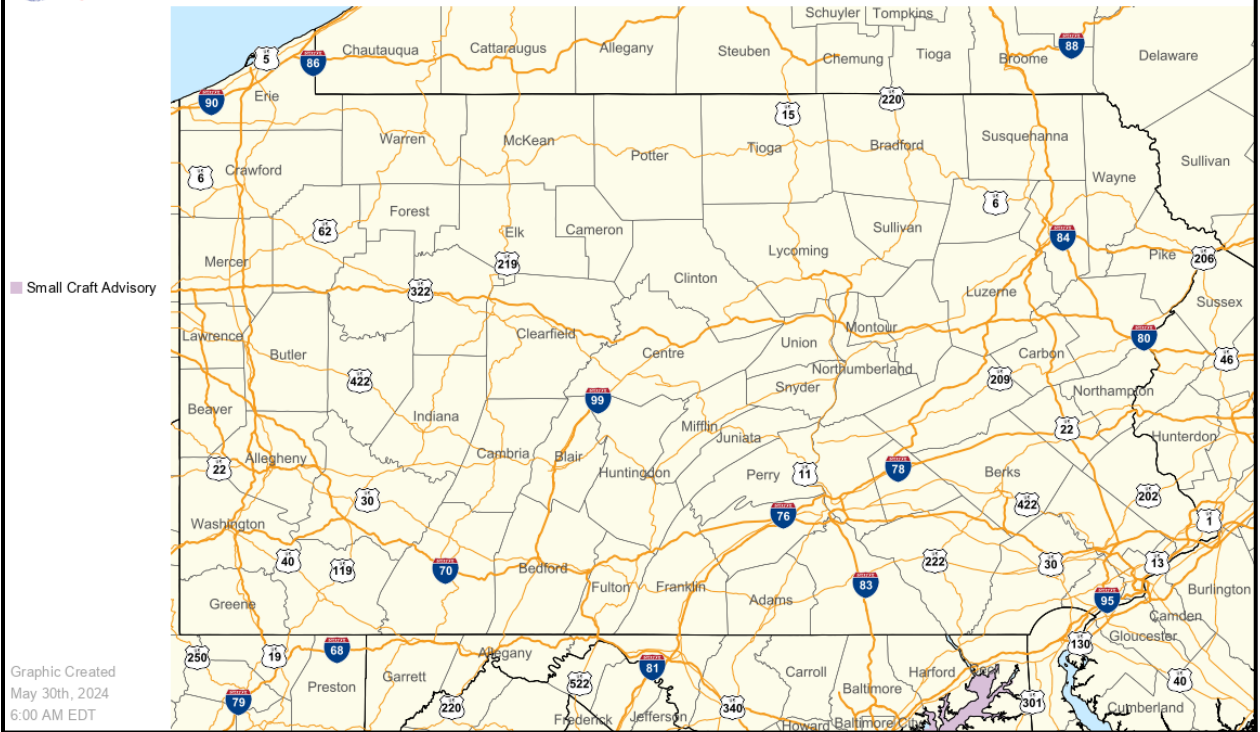 Schuyler Tompkins
Chautauqua
Cattaraugus
Allegany
Steuben
Chemung
Tioga
Broome
88
Delaware
5
86
90
Erie
220
15
Warren
McKean
Potter
Tioga
Bradford
Susquehanna
Sullivan
6
Crawford
Wayne
Forest
62
Elk
Cameron
Sullivan
6
Mercer
219
Clinton
Lycoming
84
Pike
206
Small Craft Advisory
322
Luzerne
Sussex
Lawrence
Butler
Clearfield
Centre
Union
Montour
80
Carbon
46
422
Northumberland
Snyder
209
Northampton
99
Beaver
Indiana
Mifflin
Juniata
22
Hunterdon
22
Allegheny
Cambria
Blair
Huntingdon
Perry
11
78
Berks
30
422
202
Washington
76
1
40
119
70
Bedford
222
30
13
Fulton
Franklin
83
Adams
95
Burlington
Greene
Camden
Gloucester
250
19
68
Allegany
81
130
Graphic Created
May 30th, 2024
6:00 AM EDT
Preston
Garrett
522
Carroll
Harford
Cecil
40
79
220
340
Baltimore
301
Cumberland
Frederick
Jefferson
Howard
Baltimore City